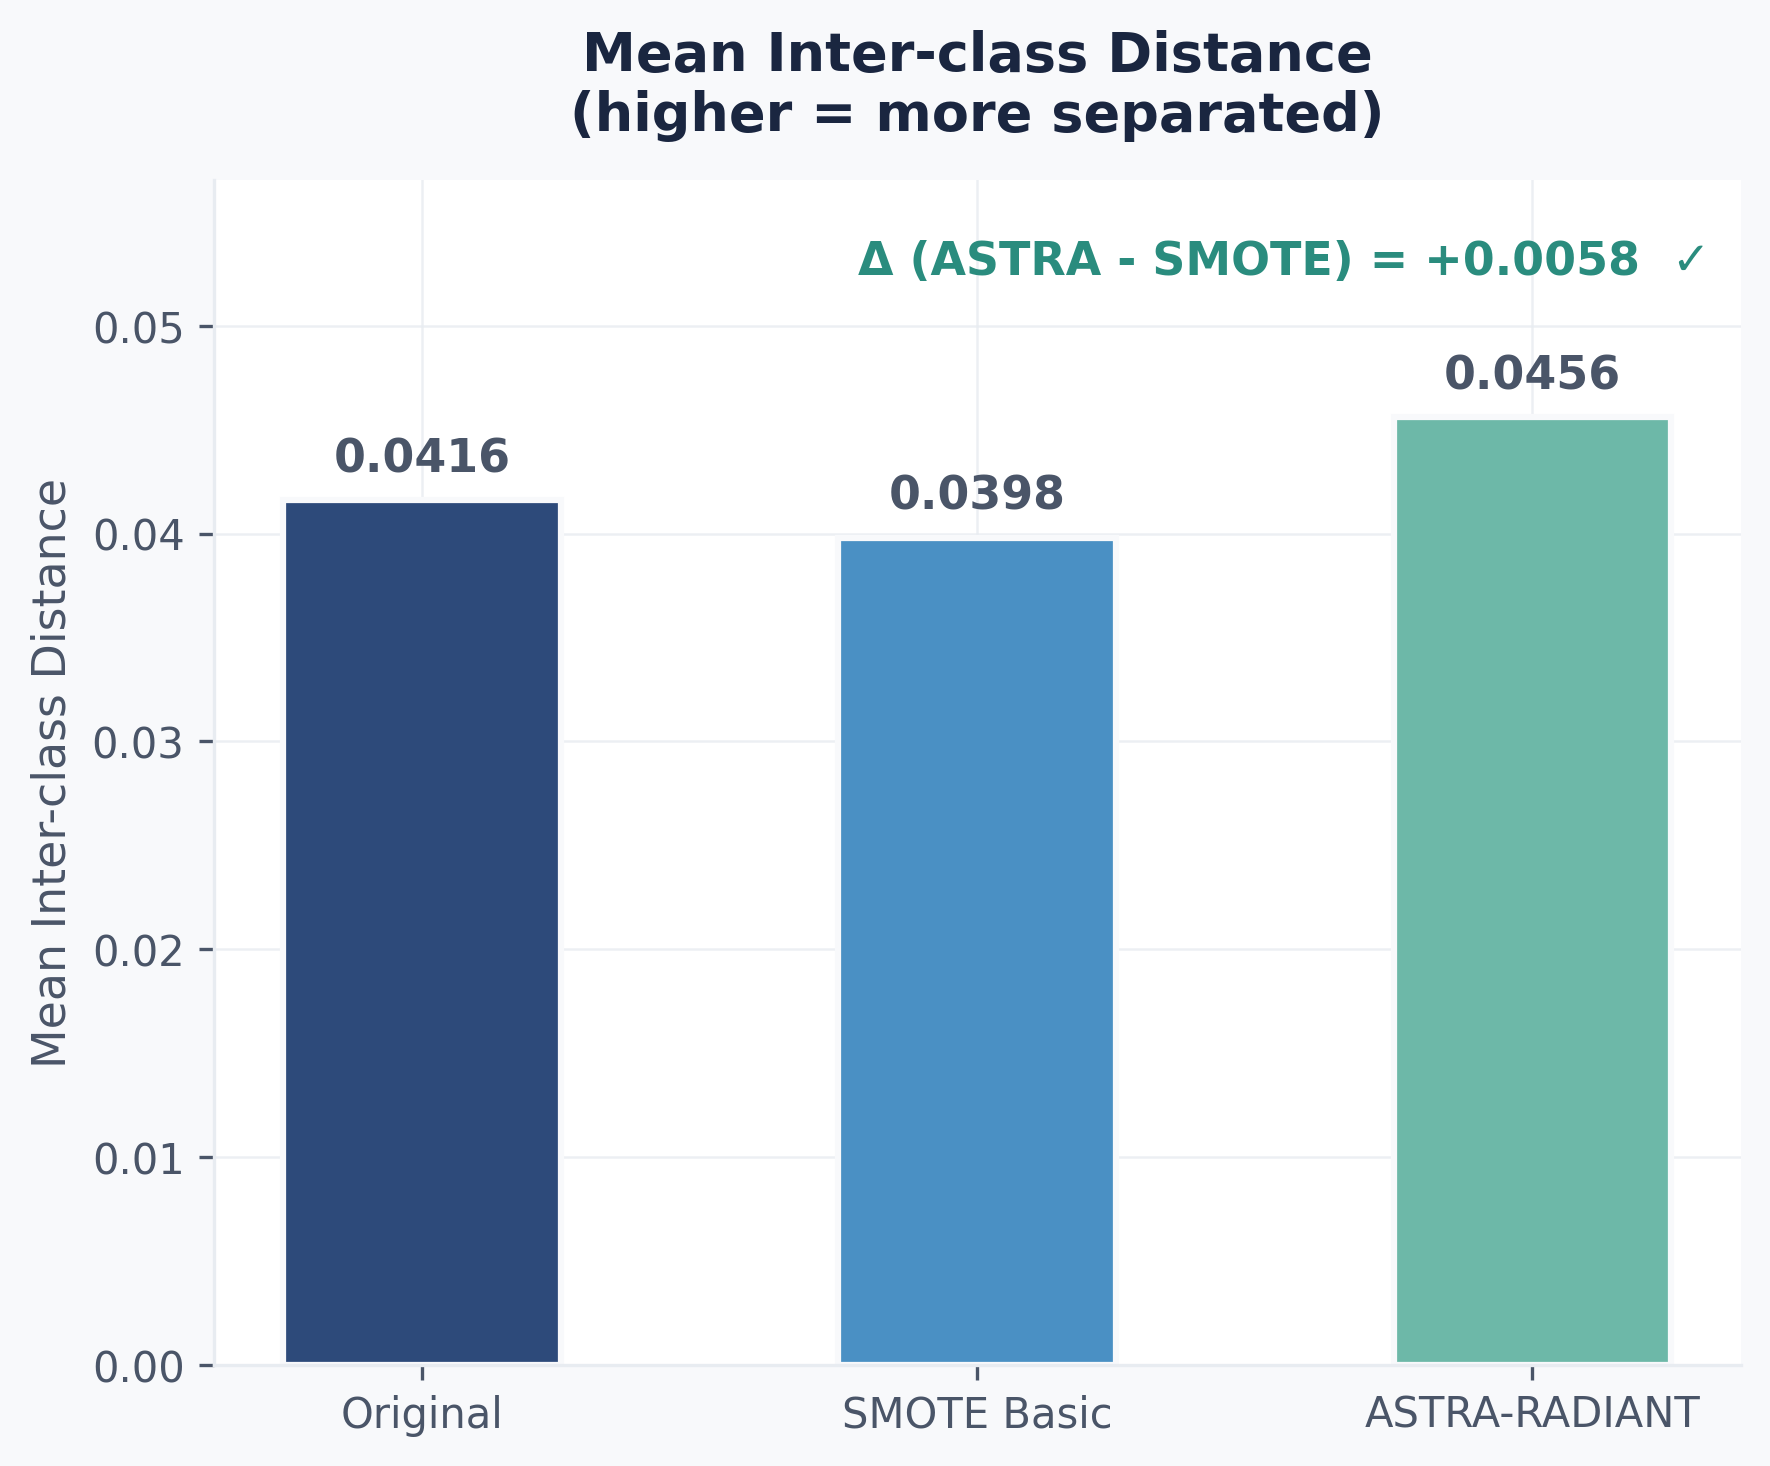 Mean Inter-class Distance
(higher = more separated)
Δ (ASTRA - SMOTE) = +0.0058 ✓
0.0416
0.0398
0.0456
Mean Inter-class Distance
0.05
0.04
0.03
0.02
0.01
0.00
Original
SMOTE Basic
ASTRA-RADIANT